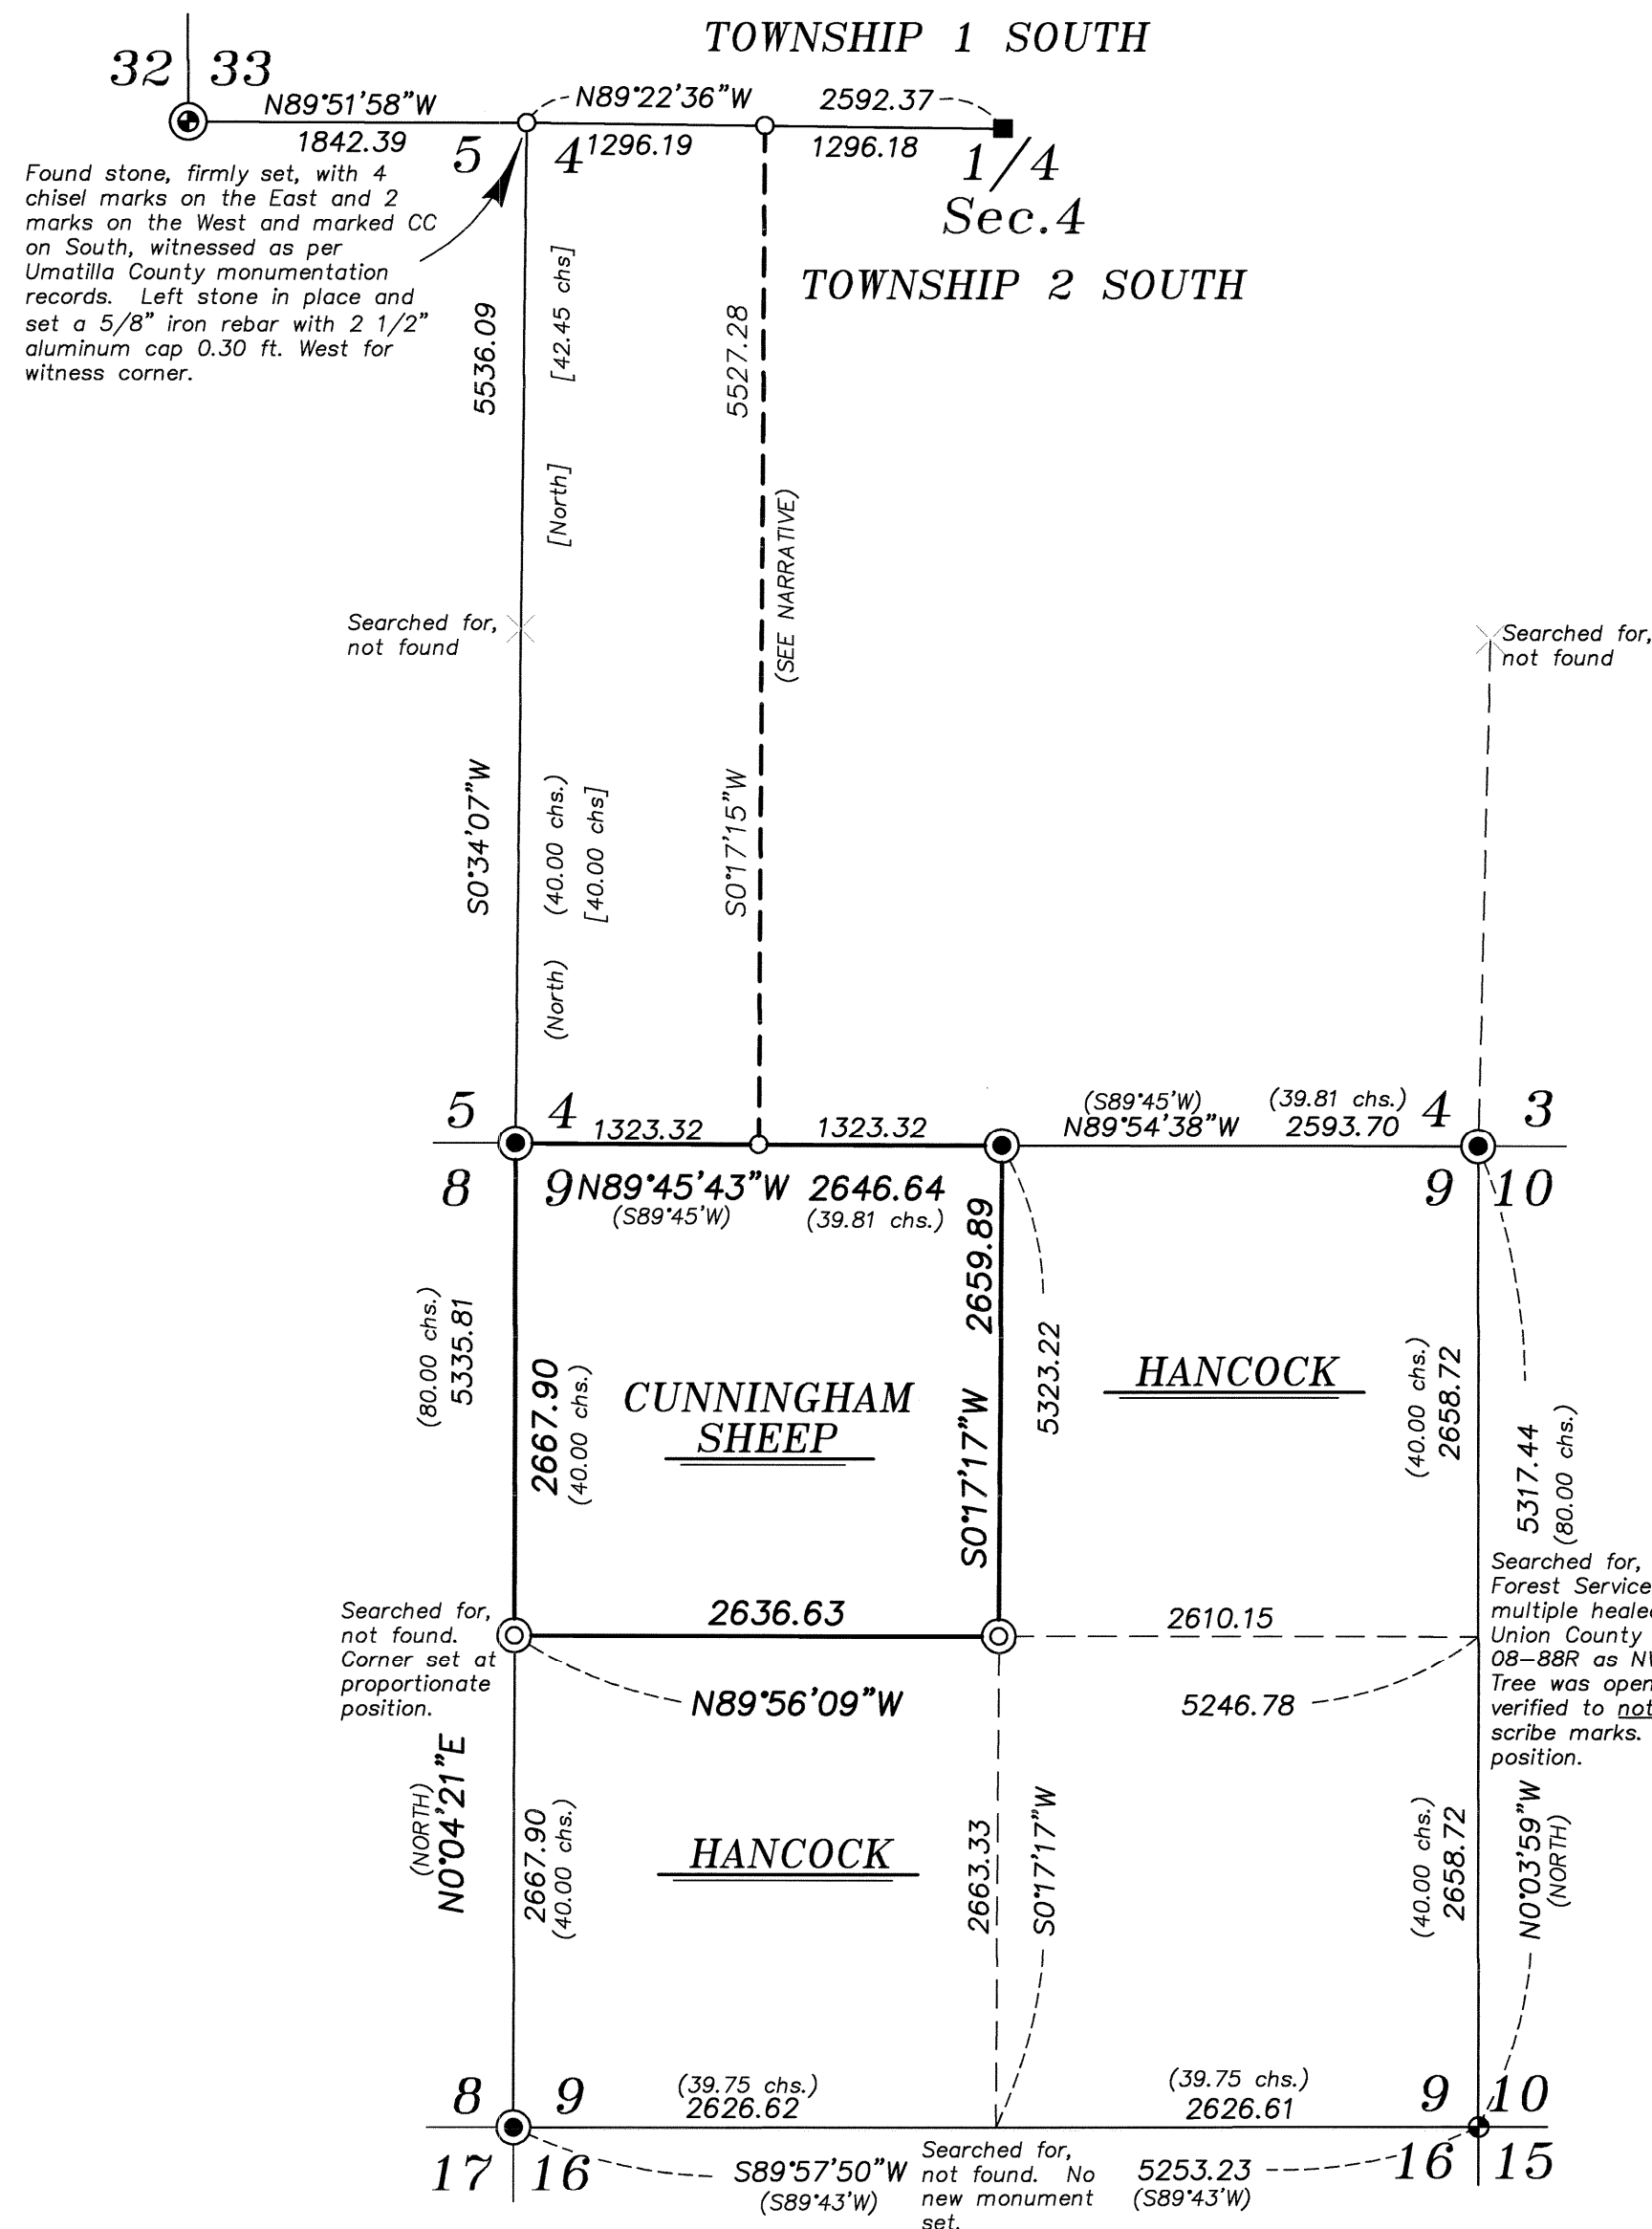 TOWNSHIP 1 SOUTH
32 33
N89°51'58"W
1842.39
N89°22'36"W
2592.37
5 4
1296.19
1296.18
1/4
Sec.4
TOWNSHIP 2 SOUTH
Found stone, firmly set, with 4
chisel marks on the East and 2
marks on the West and marked CC
on South, witnessed as per
Umatilla County monumentation
records. Left stone in place and
set a 5/8" iron rebar with 2 1/2"
aluminum cap 0.30 ft. West for
witness corner.
5536.09
[42.45 chs]
[North]
5527.28
(SEE NARRATIVE)
Searched for,
not found
Searched for,
not found
S0°34'07"W
(40.00 chs.)
[40.00 chs]
(North)
S0°17'15"W
5 4
1323.32
1323.32
(S89°45'W)
N89°54'38"W
(39.81 chs.)
2593.70
4 3
8 9
N89°45'43"W 2646.64
(S89°45'W)
(39.81 chs.)
9 10
(80.00 chs.)
5335.81
2667.90
(40.00 chs.)
CUNNINGHAM
SHEEP
2659.89
S0°17'17"W
5323.22
HANCOCK
(40.00 chs.)
2658.72
5317.44
(80.00 chs.)
Searched for,
not found.
Corner set at
proportionate
position.
2636.63
N89°56'09"W
2610.15
5246.78
Searched for,
Forest Service
multiple
Union County
08-88R as
Tree was
verified to not
scribe marks.
position.
(NORTH)
N0°04'21"E
2667.90
(40.00 chs.)
HANCOCK
2663.33
S0°17'17"W
(40.00 chs.)
2658.72
N0°03'59"W
(NORTH)
8 9
(39.75 chs.)
2626.62
(39.75 chs.)
2626.61
9 10
17 16
S89°57'50"W
(S89°43'W)
Searched for,
not found. No
new monument
set.
5253.23
(S89°43'W)
16 15